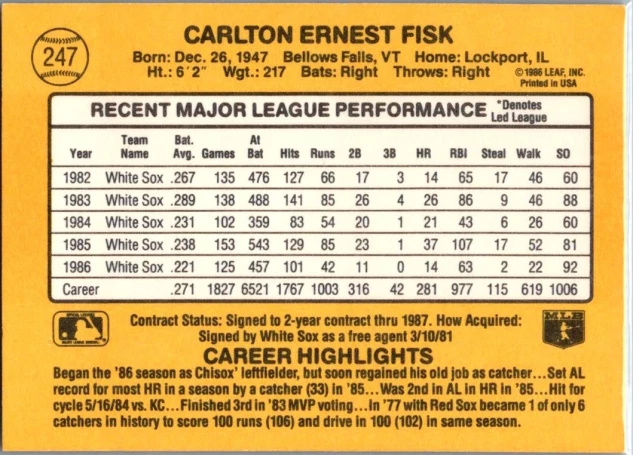 247
CARLTON ERNEST FISK
Born: Dec. 26, 1947 Bellows Falls, VT Home: Lockport, IL
Ht.: 6'2" Wgt.: 217 Bats: Right Throws: Right
©1986 LEAF, INC.
Printed in USA
RECENT MAJOR LEAGUE PERFORMANCE *Denotes Led League
Year Team Name Bat. Avg. Games At Bat Hits Runs 2B 3B HR RBI Steal Walk SO
1982 White Sox .267 135 476 127 66 17 3 14 65 17 46 60
1983 White Sox .289 138 488 141 85 26 4 26 86 9 46 88
1984 White Sox .231 102 359 83 54 20 1 21 43 6 26 60
1985 White Sox .238 153 543 129 85 23 1 37 107 17 52 81
1986 White Sox .221 125 457 101 42 11 0 14 63 2 22 92
Career .271 1827 6521 1767 1003 316 42 281 977 115 619 1006
Contract Status: Signed to 2-year contract thru 1987. How Acquired:
Signed by White Sox as a free agent 3/10/81
MLB
CAREER HIGHLIGHTS
Began the '86 season as Chisox' leftfielder, but soon regained his old job as catcher...Set AL
record for most HR in a season by a catcher (33) in '85...Was 2nd in AL in HR in '85...Hit for
cycle 5/16/84 vs. KC...Finished 3rd in '83 MVP voting...In '77 with Red Sox became 1 of only 6
catchers in history to score 100 runs (106) and drive in 100 (102) in same season.